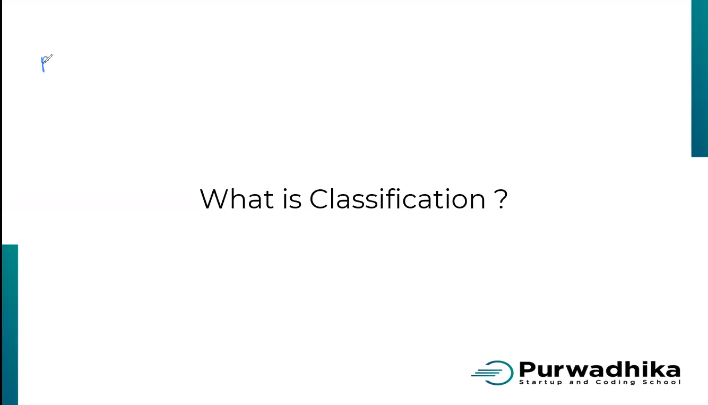 What is Classification ?
Purwadhika
Startup and Coding School